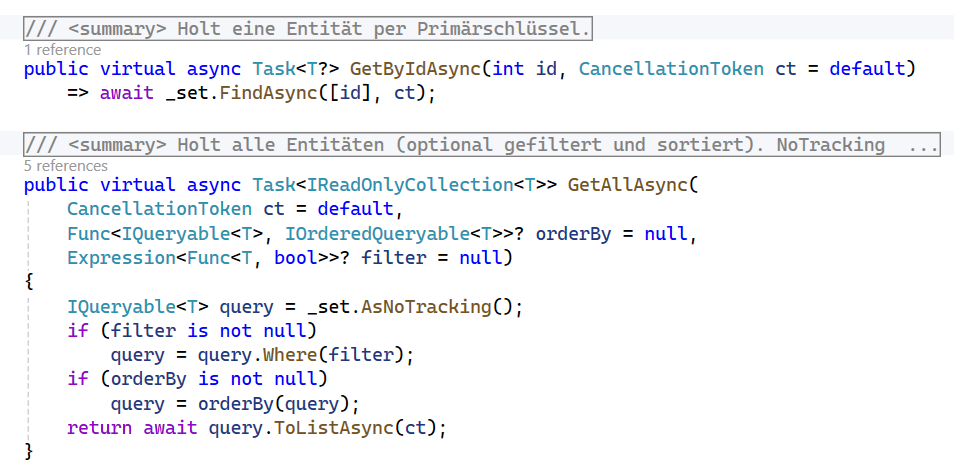 /// <summary> Holt eine Entität per Primärschlüssel.
1 reference
public virtual async Task<T?> GetByIdAsync(int id, CancellationToken ct = default)
    => await _set.FindAsync([id], ct);
/// <summary> Holt alle Entitäten (optional gefiltert und sortiert). NoTracking  ...
5 references
public virtual async Task<IReadOnlyCollection<T>> GetAllAsync(
    CancellationToken ct = default,
    Func<IQueryable<T>, IOrderedQueryable<T>>? orderBy = null,
    Expression<Func<T, bool>>? filter = null)
{
    IQueryable<T> query = _set.AsNoTracking();
    if (filter is not null)
        query = query.Where(filter);
    if (orderBy is not null)
        query = orderBy(query);
    return await query.ToListAsync(ct);
}